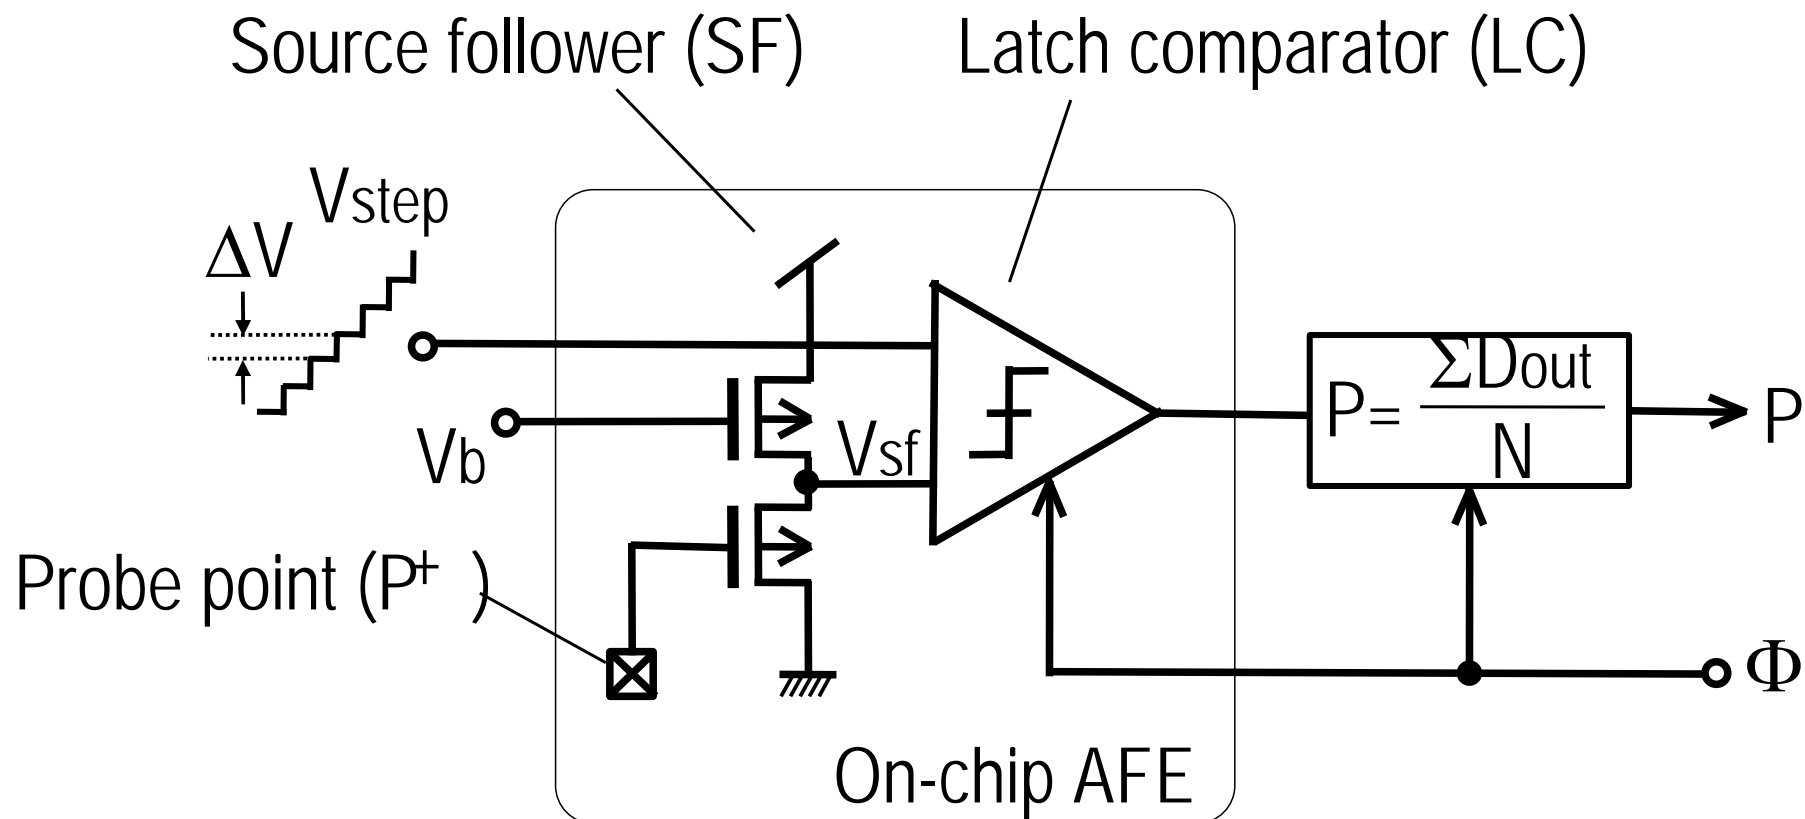 Source follower (SF)
Latch comparator (LC)
Vstep
ΔV
Vb
Vsf
P= ΣDout
N
P
Probe point (P+ )
Φ
On-chip AFE